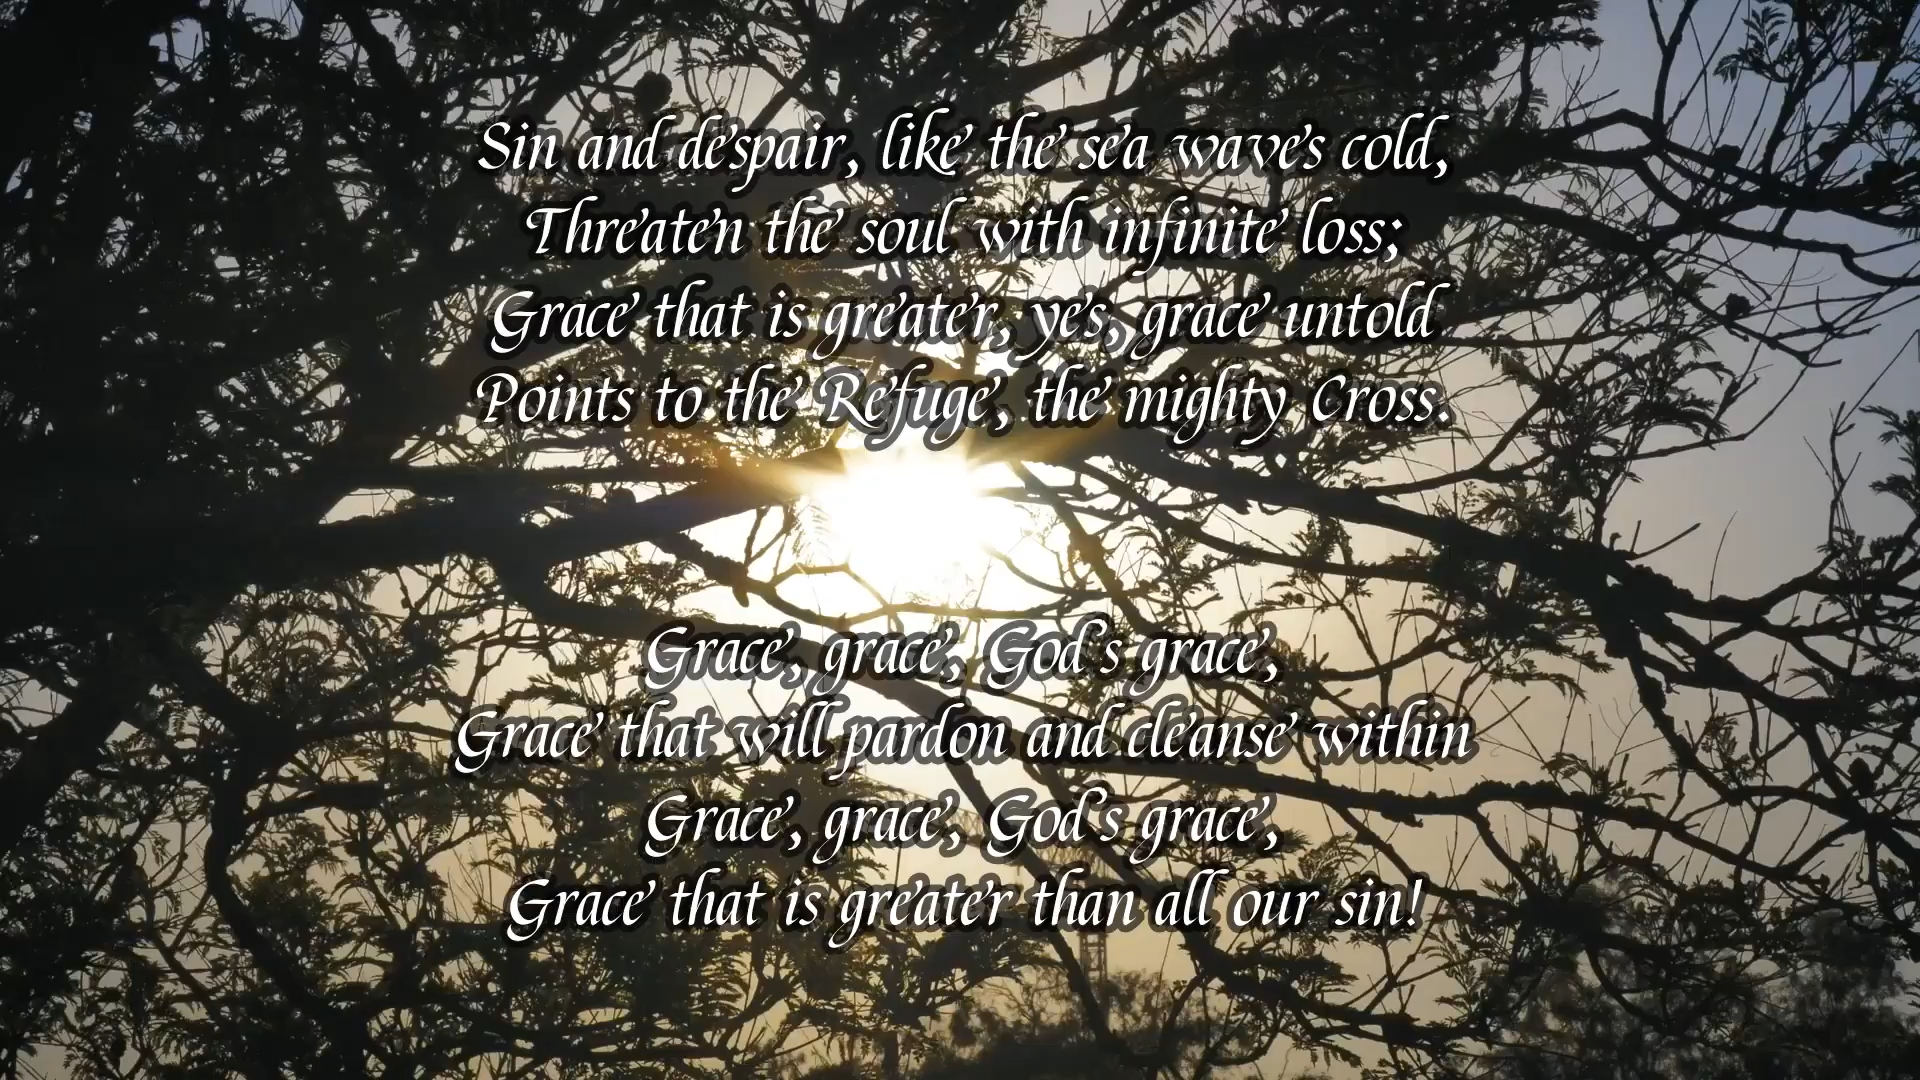 Sin and despair, like the sea waves cold,
Threaten the soul with infinite loss;
Grace that is greater, yes, grace untold
Points to the Refuge, the mighty Cross.
Grace, grace, God's grace,
Grace that will pardon and cleanse within
Grace, grace, God's grace,
Grace that is greater than all our sin!